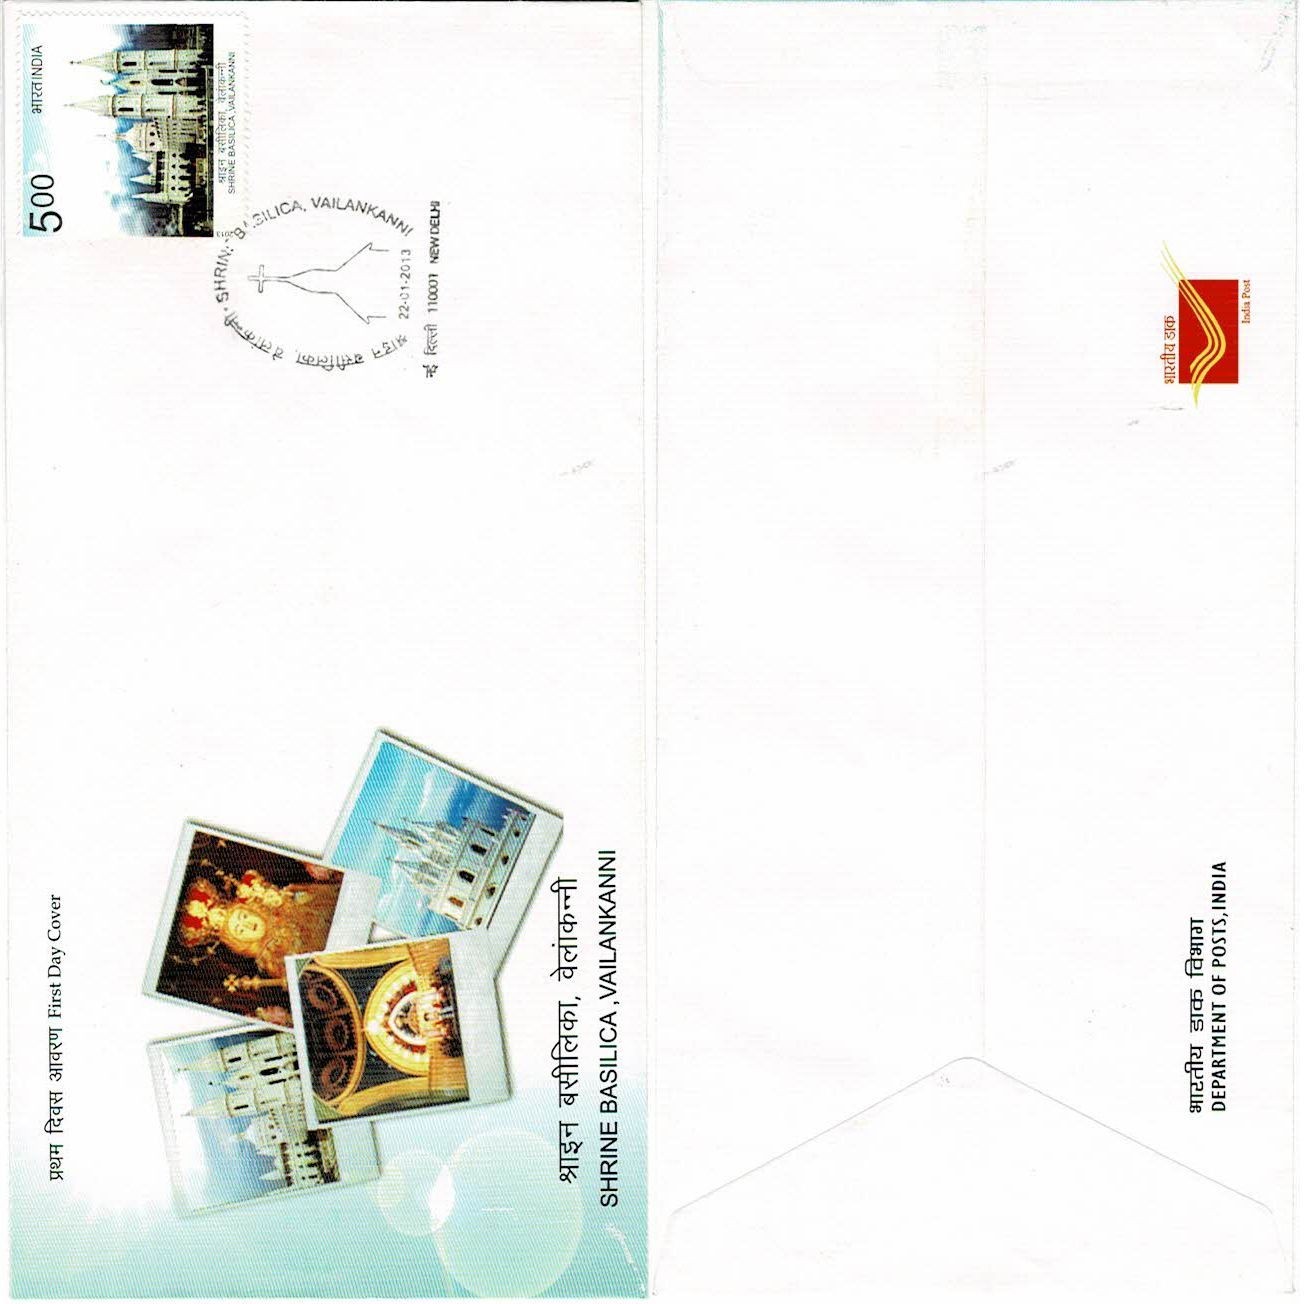 प्रथम दिवस आवरण First Day Cover
500
भारत INDIA
2013
श्राइन बसीलिका, वेलांकन्नी
SHRINE BASILICA ,VAILANKANNI
श्राइन बसीलिका, वेलांकन्नी • SHRINE BASILICA, VAILANKANNI
22-01-2013
नई दिल्ली 110001 NEW DELHI
श्राइन बसीलिका, वेलांकन्नी
SHRINE BASILICA ,VAILANKANNI
भारतीय डाक विभाग
DEPARTMENT OF POSTS,INDIA
भारतीय डाक
India Post